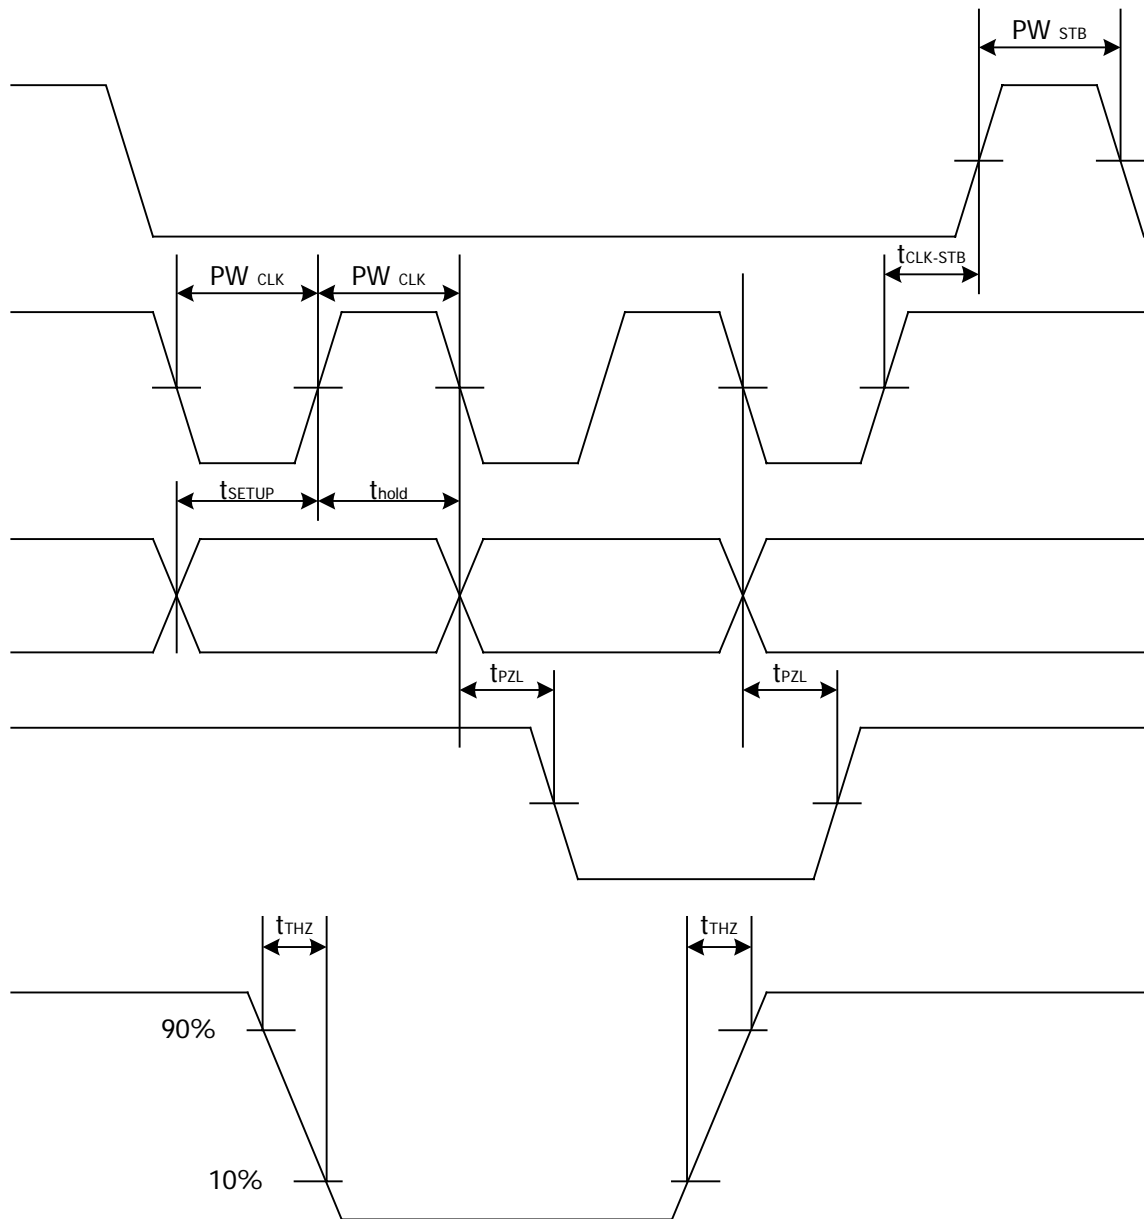 PW STB
tCLK-STB
PW CLK PW CLK
tSETUP thold
tPZL tPZL
tTHZ tTHZ
90%
10%